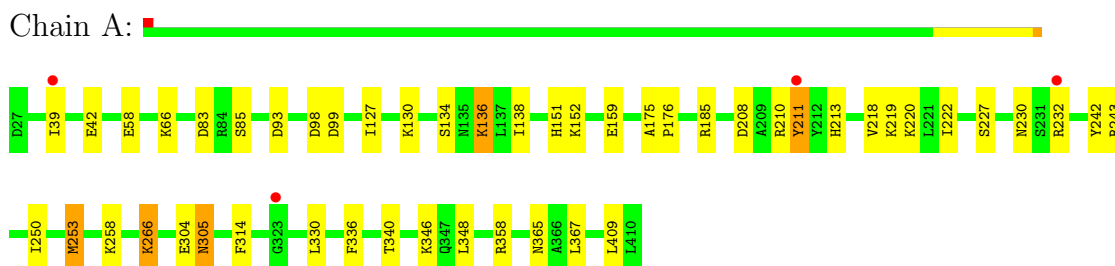 Chain A:
D27 I39 E42 E58 K66 D83 R84 S85 D93 D98 D99 I127 K130 S134 N135 K136 L137 I138 H151 K152 E159 A175 P176 R185 D208 A209 R210 Y211 Y212 H213 V218 K219 K220 L221 I222 S227 N230 S231 R232 Y242
I250 M253 K258 K266 E304 N305 F314 G323 L330 F336 T340 K346 Q347 L348 R358 N365 A366 L367 L409 L410